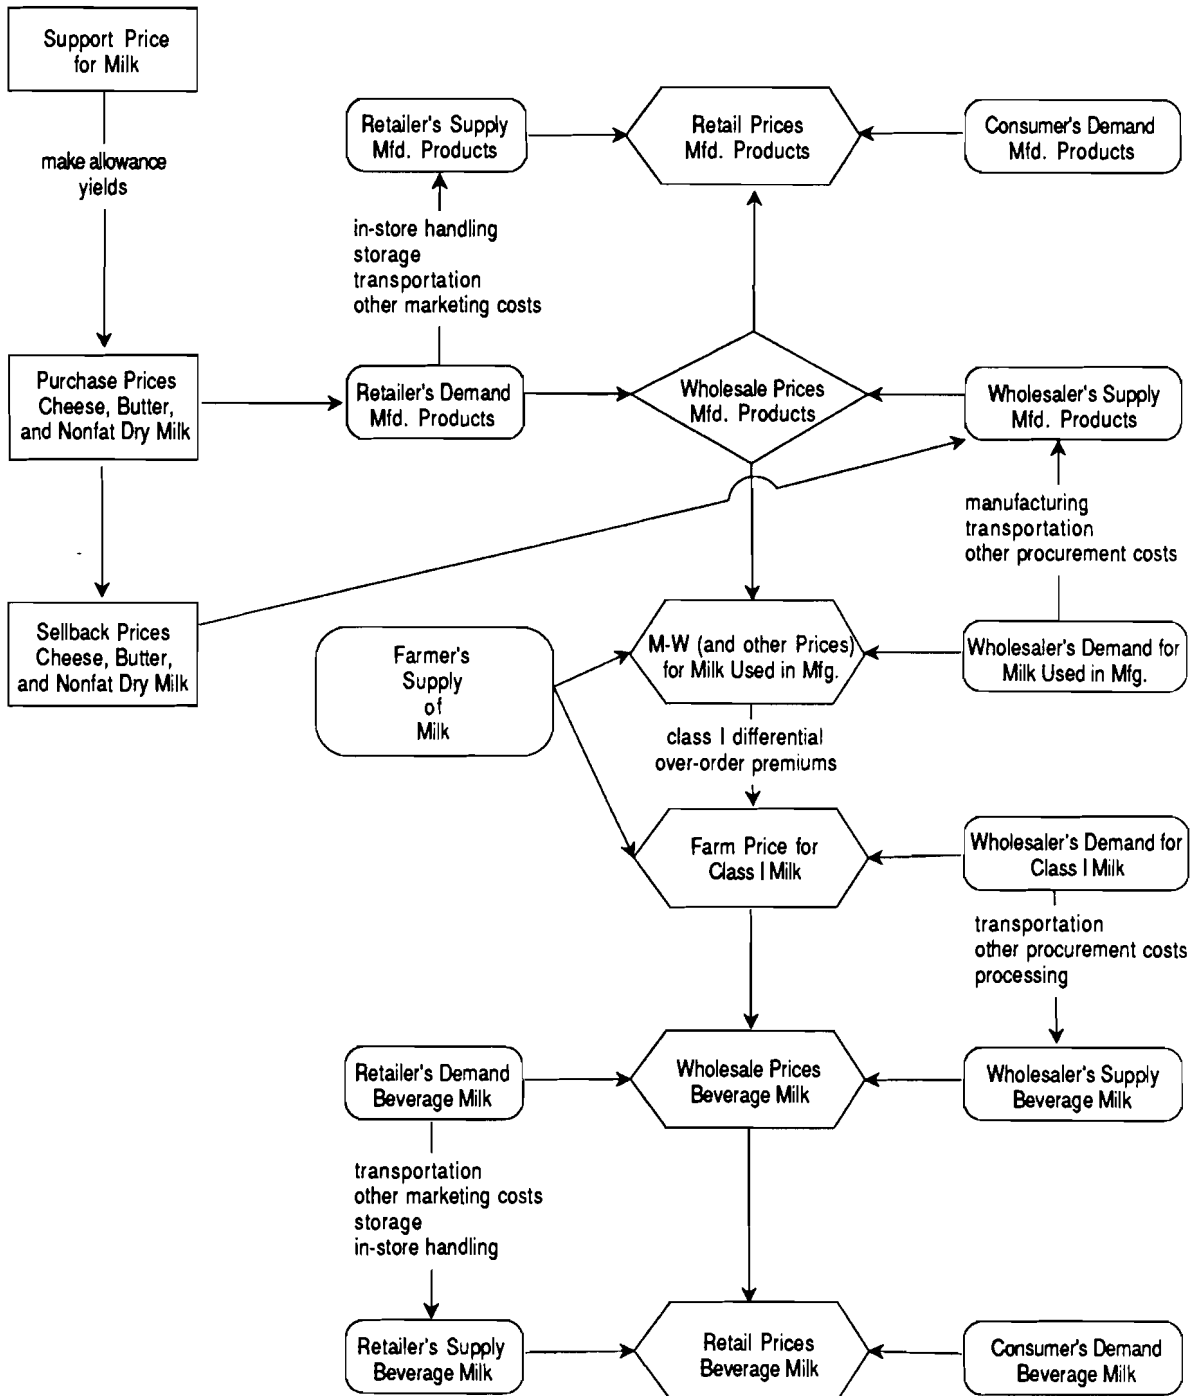 Support Price
for Milk
make allowance
yields
Retailer's Supply
Mfd. Products
Retail Prices
Mfd. Products
Consumer's Demand
Mfd. Products
in-store handling
storage
transportation
other marketing costs
Purchase Prices
Cheese, Butter,
and Nonfat Dry Milk
Retailer's Demand
Mfd. Products
Wholesale Prices
Mfd. Products
Wholesaler's Supply
Mfd. Products
manufacturing
transportation
other procurement costs
Sellback Prices
Cheese, Butter,
and Nonfat Dry Milk
Farmer's
Supply
of
Milk
M-W (and other Prices)
for Milk Used in Mfg.
Wholesaler's Demand for
Milk Used in Mfg.
class I differential
over-order premiums
Farm Price for
Class I Milk
Wholesaler's Demand for
Class I Milk
transportation
other procurement costs
processing
Retailer's Demand
Beverage Milk
Wholesale Prices
Beverage Milk
Wholesaler's Supply
Beverage Milk
transportation
other marketing costs
storage
in-store handling
Retailer's Supply
Beverage Milk
Retail Prices
Beverage Milk
Consumer's Demand
Beverage Milk